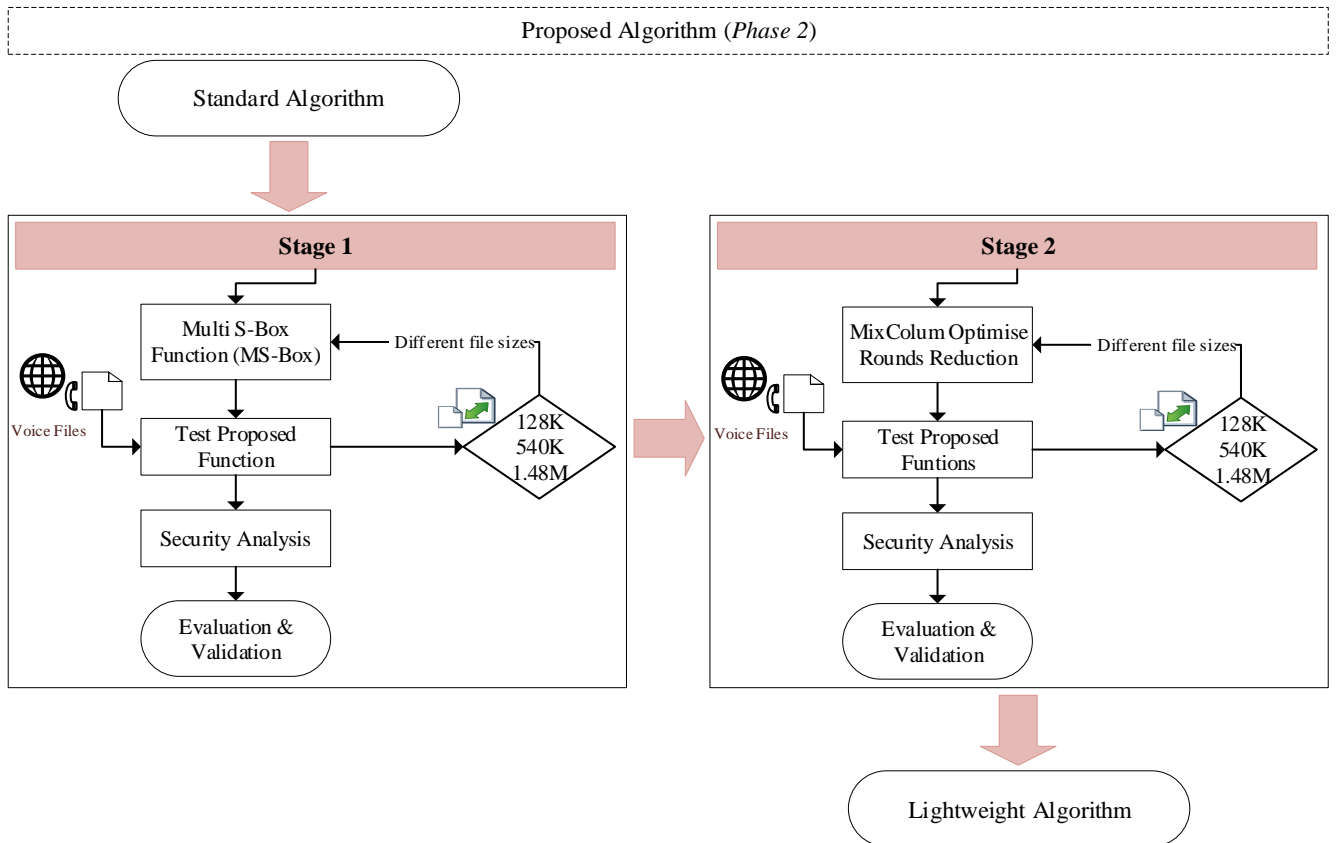 Proposed Algorithm (Phase 2)
Standard Algorithm
Stage 1
Multi S-Box
Function (MS-Box)
Different file sizes
Voice Files
Test Proposed
Function
128K
540K
1.48M
Security Analysis
Evaluation &
Validation
Stage 2
MixColum Optimise
Rounds Reduction
Different file sizes
Voice Files
Test Proposed
Funtions
128K
540K
1.48M
Security Analysis
Evaluation &
Validation
Lightweight Algorithm